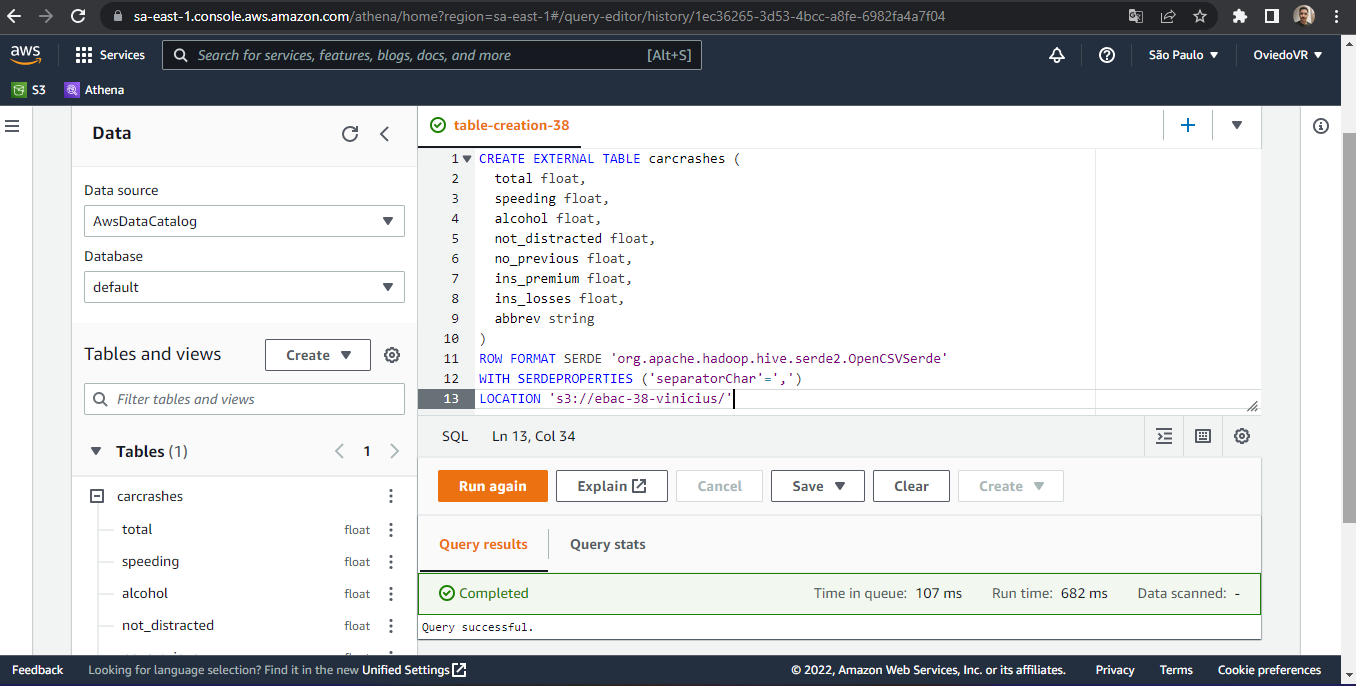 sa-east-1.console.aws.amazon.com/athena/home?region=sa-east-1#/query-editor/history/1ec36265-3d53-4bcc-a8fe-6982fa4a7f04
aws
Services
Search for services, features, blogs, docs, and more
[Alt+S]
São Paulo ▼
OviedoVR ▼
S3
Athena
Data
Data source
AwsDataCatalog
Database
default
Tables and views
Create ▼
Filter tables and views
Tables (1)
1
carcrashes
total float
speeding float
alcohol float
not_distracted float
table-creation-38
1 CREATE EXTERNAL TABLE carcrashes (
2 total float,
3 speeding float,
4 alcohol float,
5 not_distracted float,
6 no_previous float,
7 ins_premium float,
8 ins_losses float,
9 abbrev string
10 )
11 ROW FORMAT SERDE 'org.apache.hadoop.hive.serde2.OpenCSVSerde'
12 WITH SERDEPROPERTIES ('separatorChar'=',')
13 LOCATION 's3://ebac-38-vinicius/'
SQL Ln 13, Col 34
Run again
Explain
Cancel
Save ▼
Clear
Create ▼
Query results
Query stats
Completed
Time in queue: 107 ms
Run time: 682 ms
Data scanned: -
Query successful.
Feedback
Looking for language selection? Find it in the new Unified Settings
© 2022, Amazon Web Services, Inc. or its affiliates.
Privacy
Terms
Cookie preferences